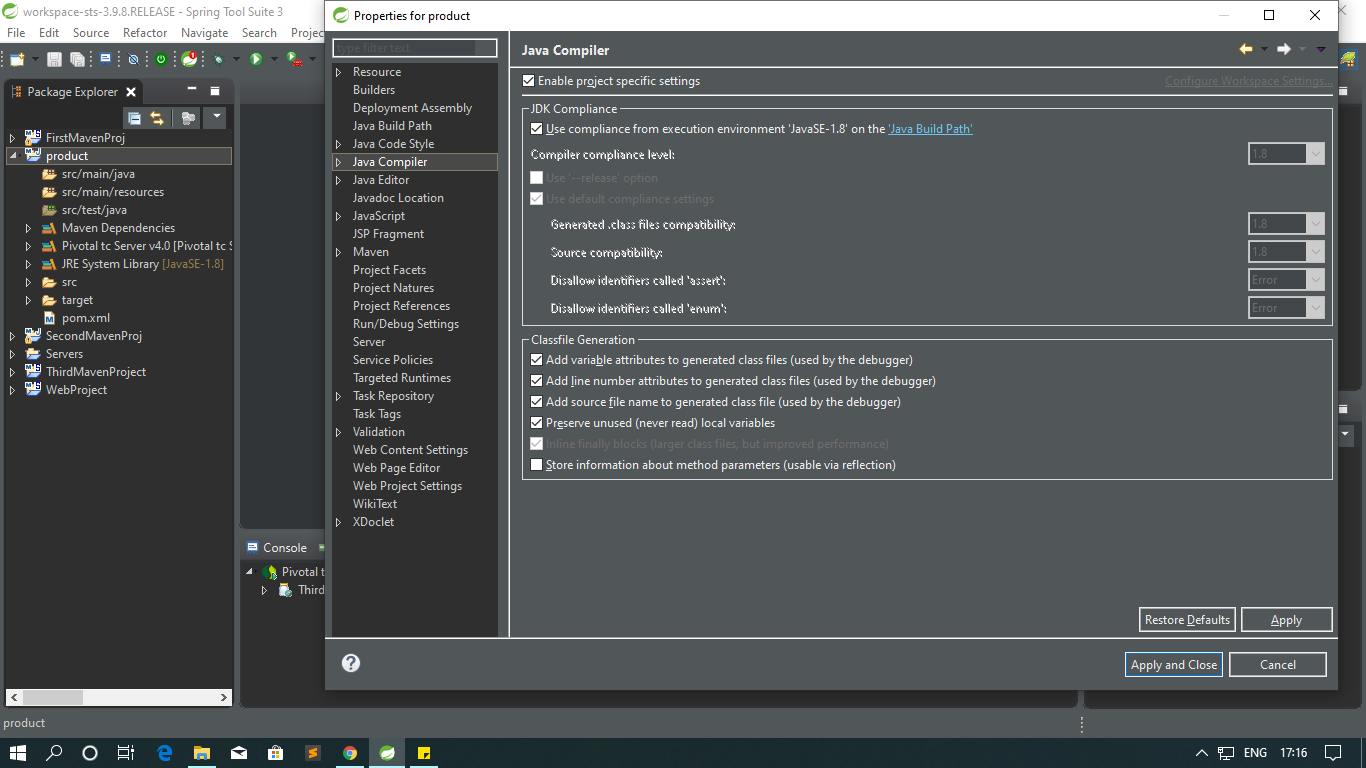 workspace-sts-3.9.8.RELEASE - Spring Tool Suite 3
File Edit Source Refactor Navigate Search Projec
Package Explorer
FirstMavenProj
product
src/main/java
src/main/resources
src/test/java
Maven Dependencies
Pivotal tc Server v4.0 [Pivotal tc S
JRE System Library [JavaSE-1.8]
src
target
pom.xml
SecondMavenProj
Servers
ThirdMavenProject
WebProject
Console
Pivotal t
Third
product
Properties for product
type filter text
Resource
Builders
Deployment Assembly
Java Build Path
Java Code Style
Java Compiler
Java Editor
Javadoc Location
JavaScript
JSP Fragment
Maven
Project Facets
Project Natures
Project References
Run/Debug Settings
Server
Service Policies
Targeted Runtimes
Task Repository
Task Tags
Validation
Web Content Settings
Web Page Editor
Web Project Settings
WikiText
XDoclet
Java Compiler
Enable project specific settings
Configure Workspace Settings...
JDK Compliance
Use compliance from execution environment 'JavaSE-1.8' on the 'Java Build Path'
Compiler compliance level: 1.8
Use '--release' option
Use default compliance settings
Generated .class files compatibility: 1.8
Source compatibility: 1.8
Disallow identifiers called 'assert': Error
Disallow identifiers called 'enum': Error
Classfile Generation
Add variable attributes to generated class files (used by the debugger)
Add line number attributes to generated class files (used by the debugger)
Add source file name to generated class file (used by the debugger)
Preserve unused (never read) local variables
Inline finally blocks (larger class files, but improved performance)
Store information about method parameters (usable via reflection)
Restore Defaults Apply
Apply and Close Cancel
ENG 17:16